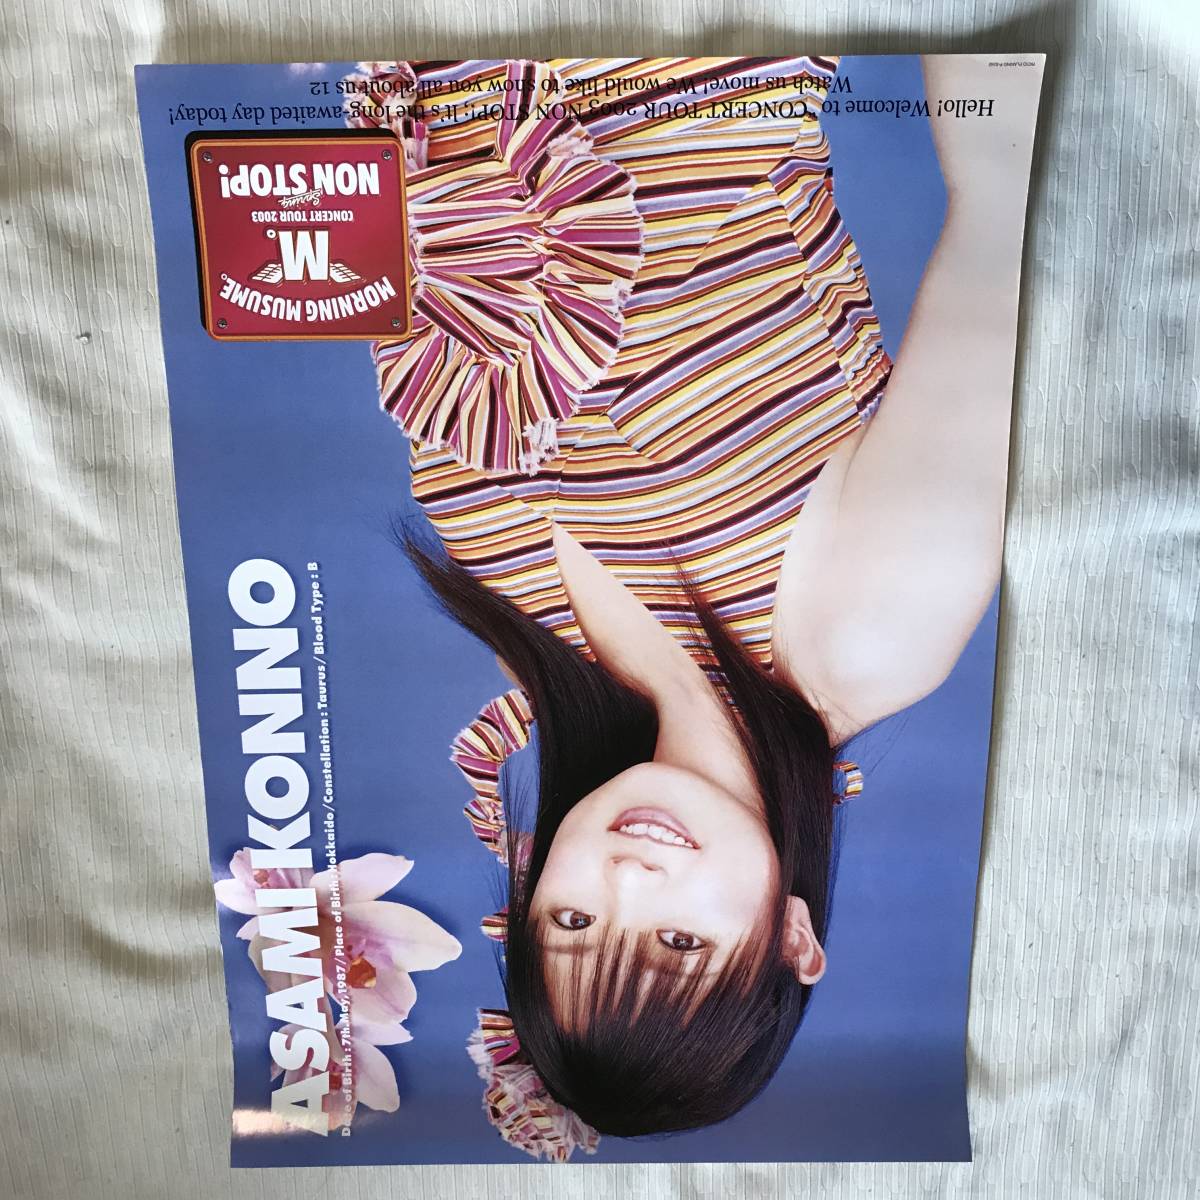 Hello! Welcome to "CONCERT TOUR 2003 NON STOP!: It's the long-awaited day today!
Watch us move! We would like to show you all about us 12
MORNING MUSUME。
M。
CONCERT TOUR 2003
Spring
NON STOP!
ASAMI KONNO
Date of Birth : 7th.May,1987 / Place of Birth : Hokkaido / Constellation : Taurus / Blood Type : B